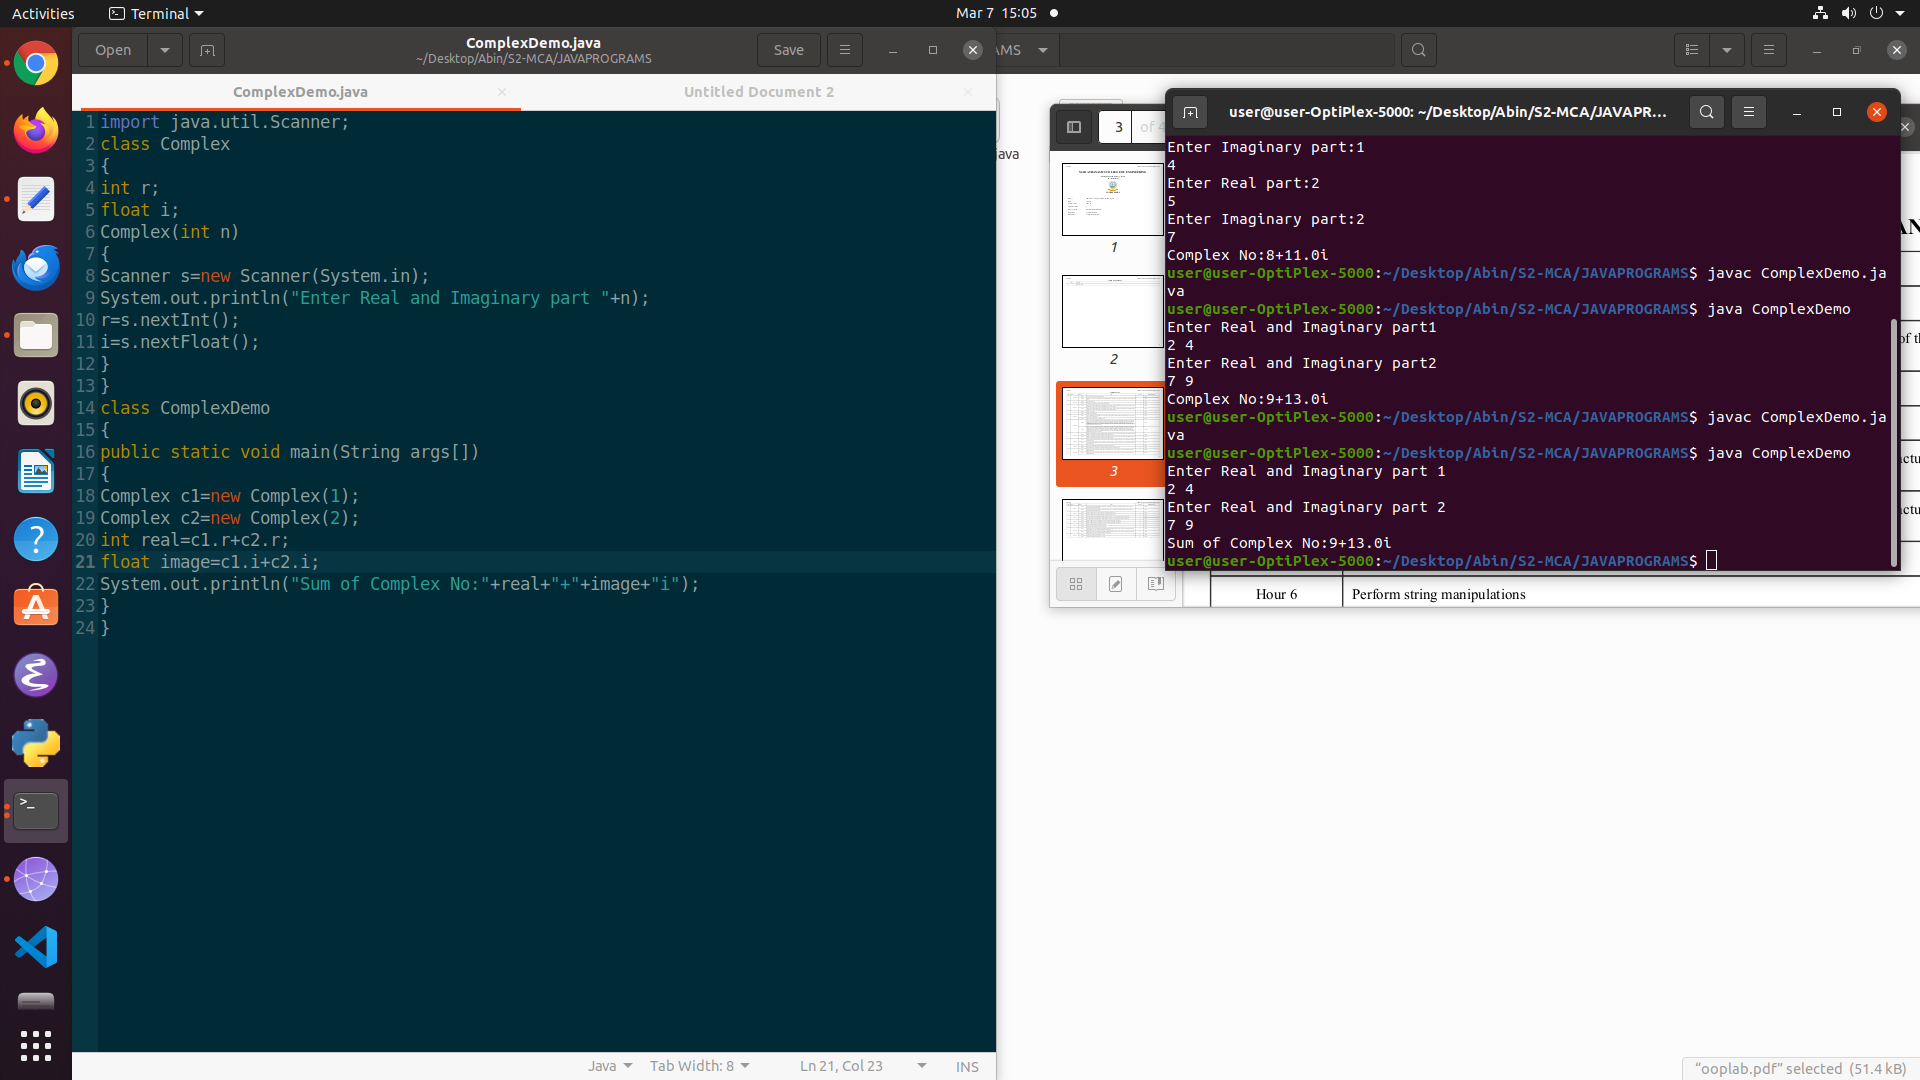 Activities
Terminal
Mar 7 15:05
Open
ComplexDemo.java
~/Desktop/Abin/S2-MCA/JAVAPROGRAMS
Save
AMS
ComplexDemo.java
Untitled Document 2
1 import java.util.Scanner;
2 class Complex
3 {
4 int r;
5 float i;
6 Complex(int n)
7 {
8 Scanner s=new Scanner(System.in);
9 System.out.println("Enter Real and Imaginary part "+n);
10 r=s.nextInt();
11 i=s.nextFloat();
12 }
13 }
14 class ComplexDemo
15 {
16 public static void main(String args[])
17 {
18 Complex c1=new Complex(1);
19 Complex c2=new Complex(2);
20 int real=c1.r+c2.r;
21 float image=c1.i+c2.i;
22 System.out.println("Sum of Complex No:"+real+"+"+image+"i");
23 }
24 }
Java
Tab Width: 8
Ln 21, Col 23
INS
java
3
of 4
1
2
3
user@user-OptiPlex-5000: ~/Desktop/Abin/S2-MCA/JAVAPR...
Enter Imaginary part:1
4
Enter Real part:2
5
Enter Imaginary part:2
7
Complex No:8+11.0i
user@user-OptiPlex-5000:~/Desktop/Abin/S2-MCA/JAVAPROGRAMS$ javac ComplexDemo.ja
va
user@user-OptiPlex-5000:~/Desktop/Abin/S2-MCA/JAVAPROGRAMS$ java ComplexDemo
Enter Real and Imaginary part1
2 4
Enter Real and Imaginary part2
7 9
Complex No:9+13.0i
user@user-OptiPlex-5000:~/Desktop/Abin/S2-MCA/JAVAPROGRAMS$ javac ComplexDemo.ja
va
user@user-OptiPlex-5000:~/Desktop/Abin/S2-MCA/JAVAPROGRAMS$ java ComplexDemo
Enter Real and Imaginary part 1
2 4
Enter Real and Imaginary part 2
7 9
Sum of Complex No:9+13.0i
user@user-OptiPlex-5000:~/Desktop/Abin/S2-MCA/JAVAPROGRAMS$
AN
of th
ctu
ctu
Hour 6
Perform string manipulations
"ooplab.pdf" selected (51.4 kB)